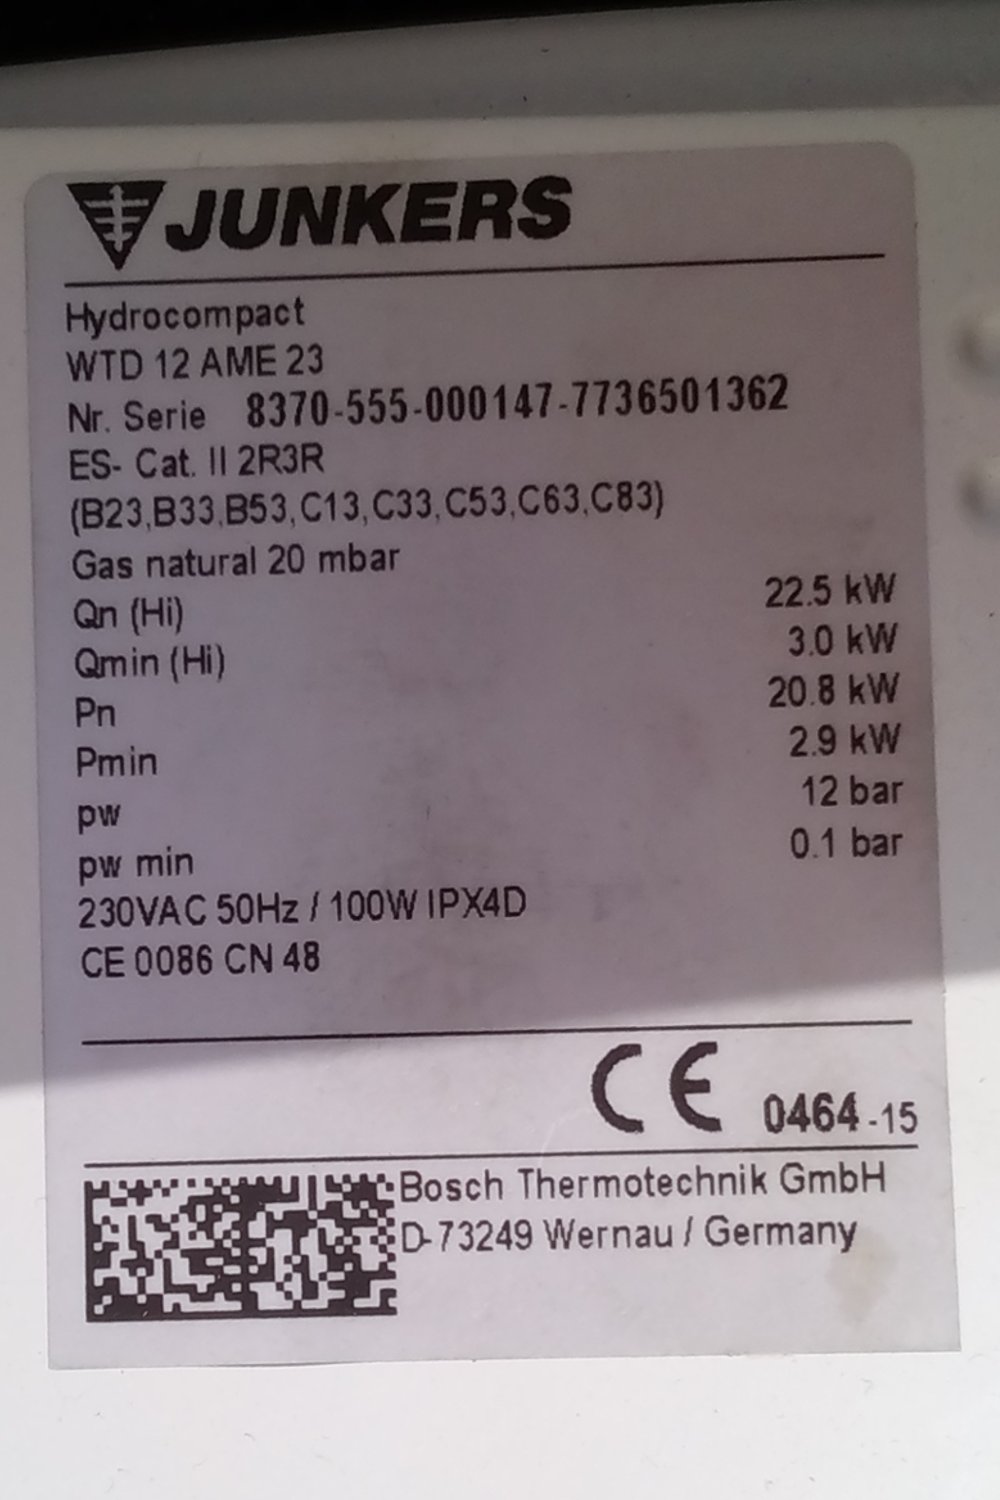 JUNKERS
Hydrocompact
WTD 12 AME 23
Nr. Serie 8370-555-000147-7736501362
ES- Cat. II 2R3R
(B23,B33,B53,C13,C33,C53,C63,C83)
Gas natural 20 mbar
Qn (Hi) 22.5 kW
Qmin (Hi) 3.0 kW
Pn 20.8 kW
Pmin 2.9 kW
pw 12 bar
pw min 0.1 bar
230VAC 50Hz / 100W IPX4D
CE 0086 CN 48
CE 0464 -15
Bosch Thermotechnik GmbH
D-73249 Wernau / Germany